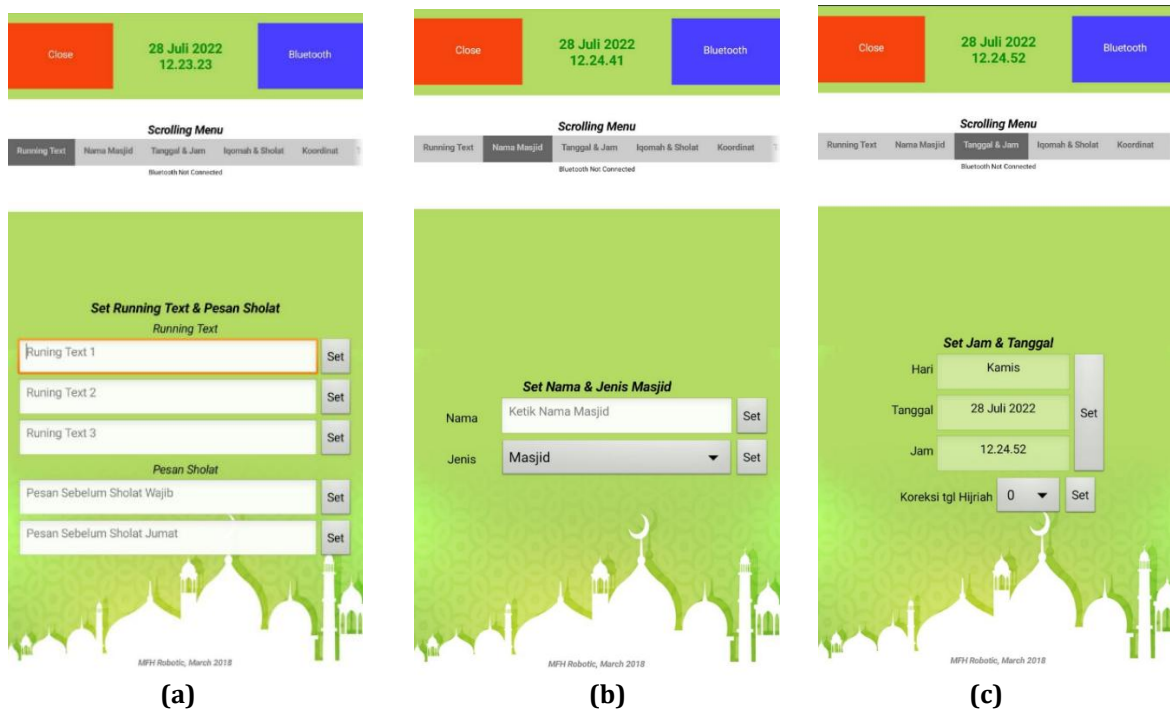 Close
28 Juli 2022
12.23.23
Bluetooth
Scrolling Menu
Running Text Nama Masjid Tanggal & Jam Iqomah & Sholat Koordinat
Bluetooth Not Connected
Set Running Text & Pesan Sholat
Running Text
Runing Text 1 Set
Runing Text 2 Set
Runing Text 3 Set
Pesan Sholat
Pesan Sebelum Sholat Wajib Set
Pesan Sebelum Sholat Jumat Set
MFH Robotic, March 2018
(a)
Close
28 Juli 2022
12.24.41
Bluetooth
Scrolling Menu
Running Text Nama Masjid Tanggal & Jam Iqomah & Sholat Koordinat
Bluetooth Not Connected
Set Nama & Jenis Masjid
Nama Ketik Nama Masjid Set
Jenis Masjid Set
MFH Robotic, March 2018
(b)
Close
28 Juli 2022
12.24.52
Bluetooth
Scrolling Menu
Running Text Nama Masjid Tanggal & Jam Iqomah & Sholat Koordinat
Bluetooth Not Connected
Set Jam & Tanggal
Hari Kamis
Tanggal 28 Juli 2022 Set
Jam 12.24.52
Koreksi tgl Hijriah 0 Set
MFH Robotic, March 2018
(c)